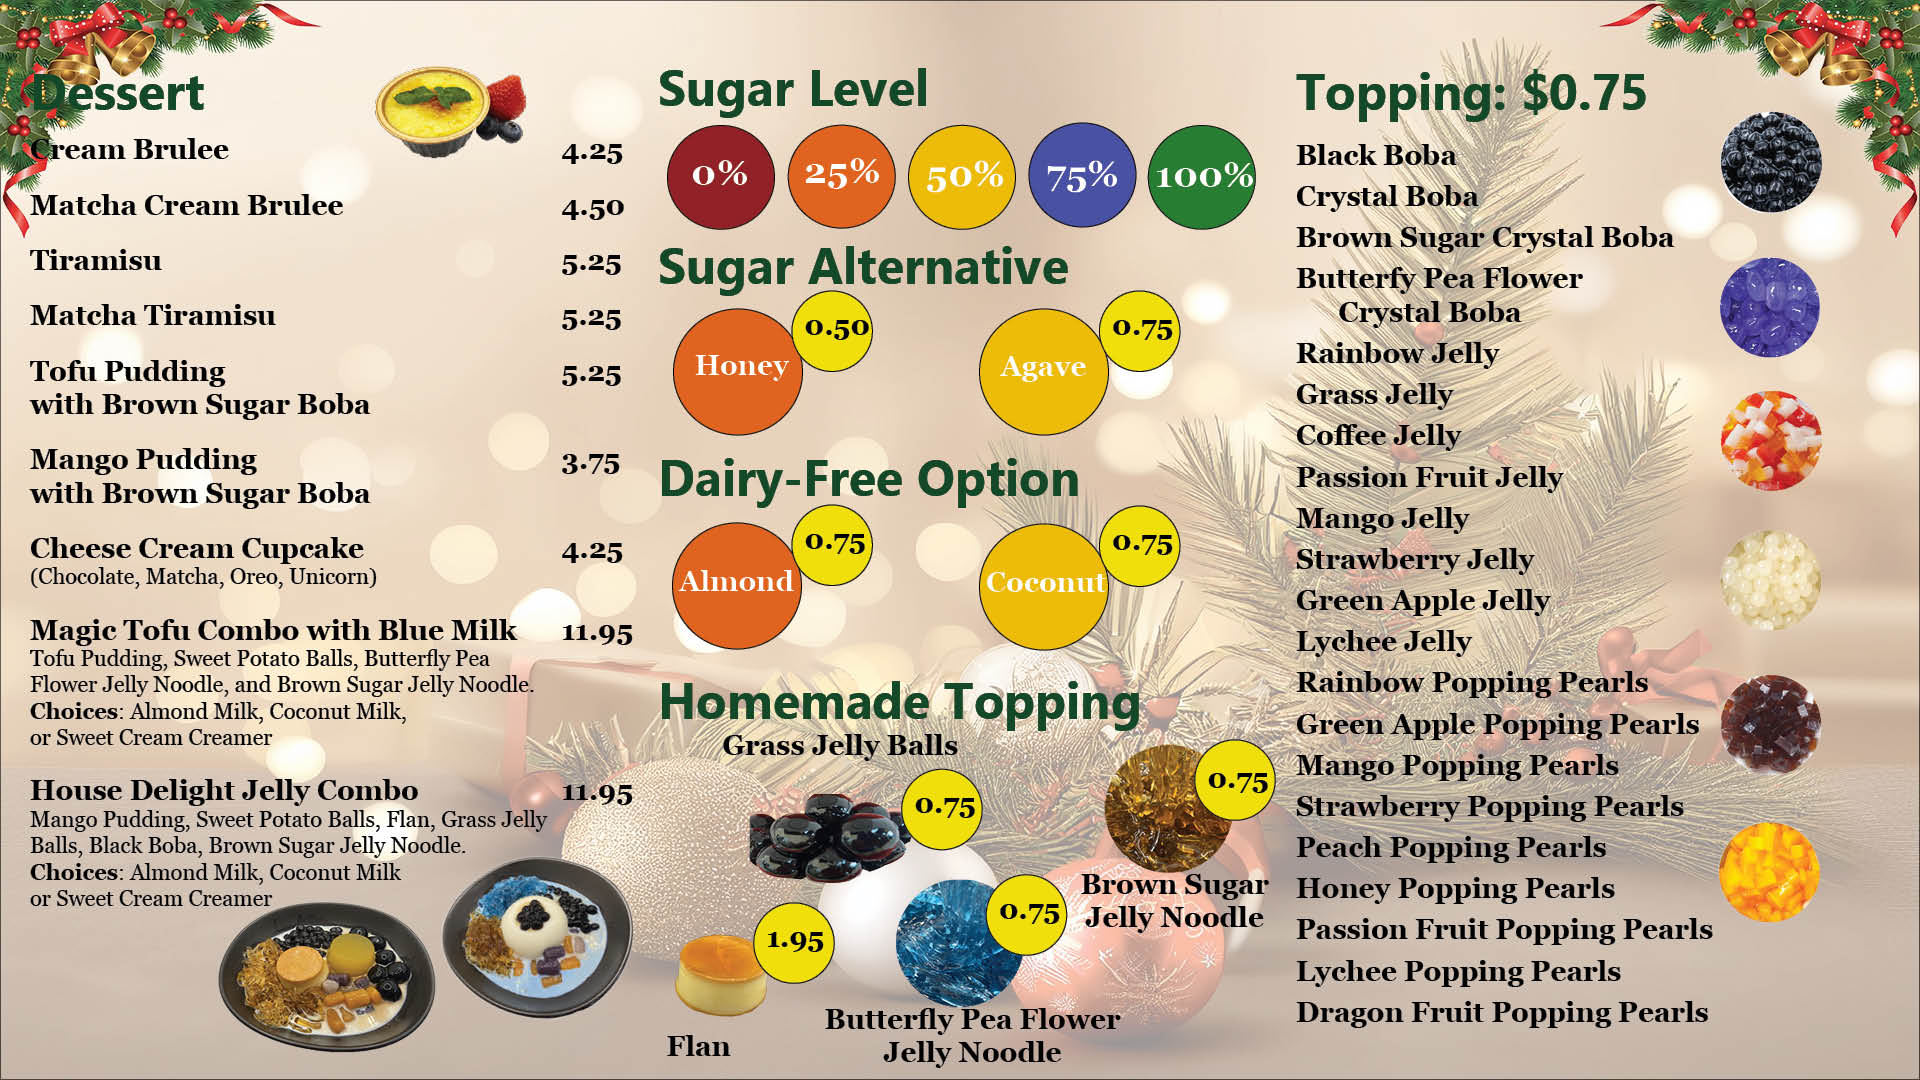 Dessert
Cream Brulee 4.25
Matcha Cream Brulee 4.50
Tiramisu 5.25
Matcha Tiramisu 5.25
Tofu Pudding 5.25
with Brown Sugar Boba
Mango Pudding 3.75
with Brown Sugar Boba
Cheese Cream Cupcake 4.25
(Chocolate, Matcha, Oreo, Unicorn)
Magic Tofu Combo with Blue Milk 11.95
Tofu Pudding, Sweet Potato Balls, Butterfly Pea
Flower Jelly Noodle, and Brown Sugar Jelly Noodle.
Choices: Almond Milk, Coconut Milk,
or Sweet Cream Creamer
House Delight Jelly Combo 11.95
Mango Pudding, Sweet Potato Balls, Flan, Grass Jelly
Balls, Black Boba, Brown Sugar Jelly Noodle.
Choices: Almond Milk, Coconut Milk
or Sweet Cream Creamer
Sugar Level
0% 25% 50% 75% 100%
Sugar Alternative
Honey 0.50
Agave 0.75
Dairy-Free Option
Almond 0.75
Coconut 0.75
Homemade Topping
Grass Jelly Balls
0.75
0.75
Brown Sugar
Jelly Noodle
1.95
Flan
0.75
Butterfly Pea Flower
Jelly Noodle
Topping: $0.75
Black Boba
Crystal Boba
Brown Sugar Crystal Boba
Butterfy Pea Flower
Crystal Boba
Rainbow Jelly
Grass Jelly
Coffee Jelly
Passion Fruit Jelly
Mango Jelly
Strawberry Jelly
Green Apple Jelly
Lychee Jelly
Rainbow Popping Pearls
Green Apple Popping Pearls
Mango Popping Pearls
Strawberry Popping Pearls
Peach Popping Pearls
Honey Popping Pearls
Passion Fruit Popping Pearls
Lychee Popping Pearls
Dragon Fruit Popping Pearls